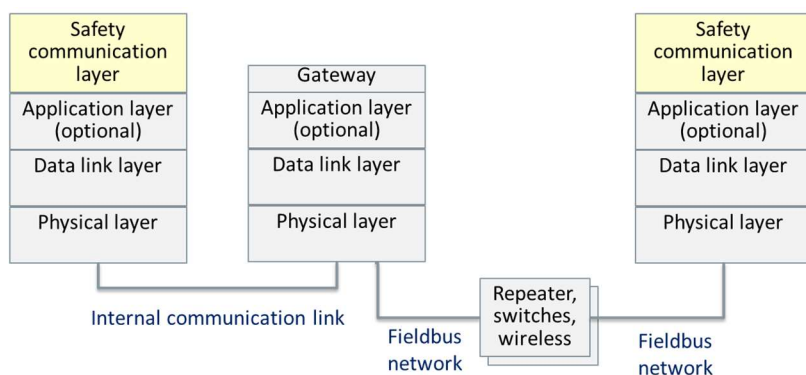 Safety
communication
layer
Application layer
(optional)
Data link layer
Physical layer
Gateway
Application layer
(optional)
Data link layer
Physical layer
Safety
communication
layer
Application layer
(optional)
Data link layer
Physical layer
Internal communication link
Fieldbus
network
Repeater,
switches,
wireless
Fieldbus
network